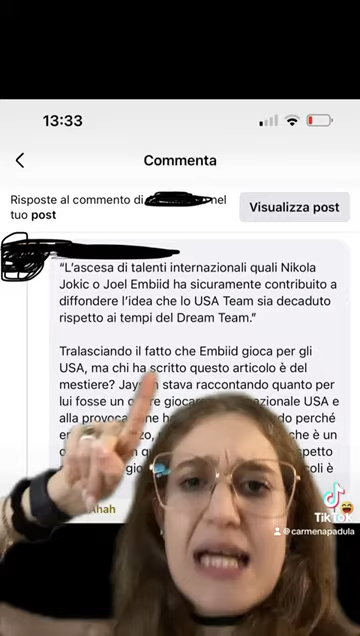 13:33
Commenta
Risposte al commento di nel
tuo post
Visualizza post
“L’ascesa di talenti internazionali quali Nikola
Jokic o Joel Embiid ha sicuramente contribuito a
diffondere l’idea che lo USA Team sia decaduto
rispetto ai tempi del Dream Team.”
Tralasciando il fatto che Embiid gioca per gli
USA, ma chi ha scritto questo articolo è del
mestiere? stava raccontando quanto per
lui fosse un USA e
alla perché
che è un
è
Ahah
TikTok
@carmenapadula